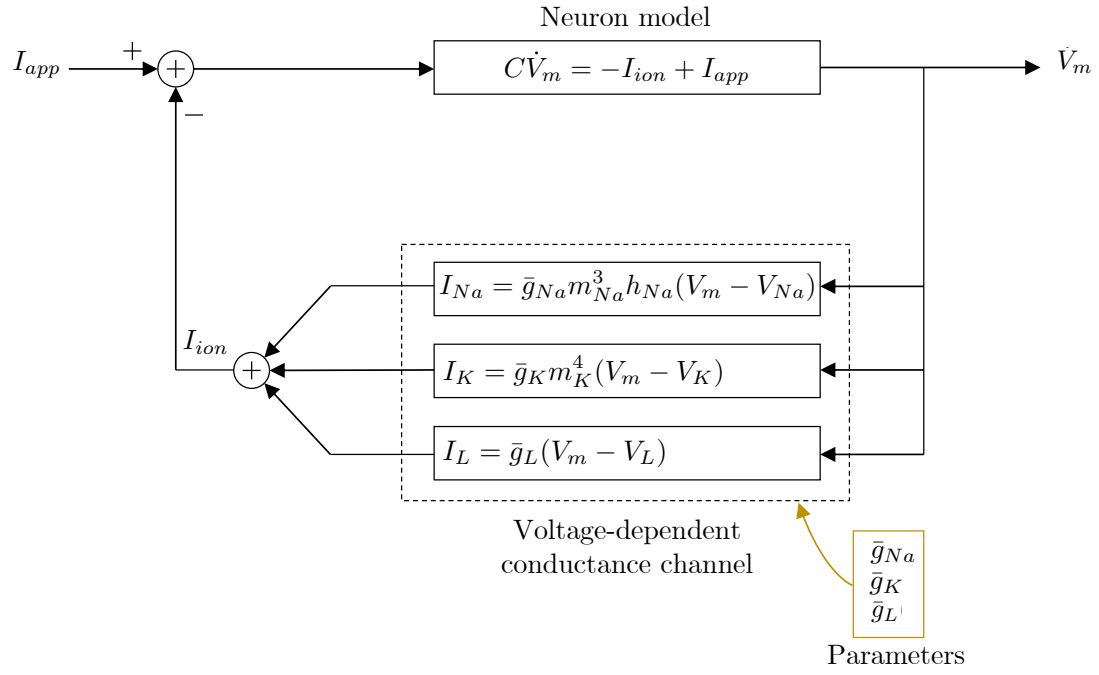 Neuron model
I_{app}
+
+
C\dot{V}_m = -I_{ion} + I_{app}
\dot{V}_m
−
I_{Na} = \bar{g}_{Na} m_{Na}^3 h_{Na} (V_m - V_{Na})
I_{ion}
+
I_K = \bar{g}_K m_K^4 (V_m - V_K)
I_L = \bar{g}_L (V_m - V_L)
Voltage-dependent
conductance channel
\bar{g}_{Na}
\bar{g}_K
\bar{g}_L
Parameters